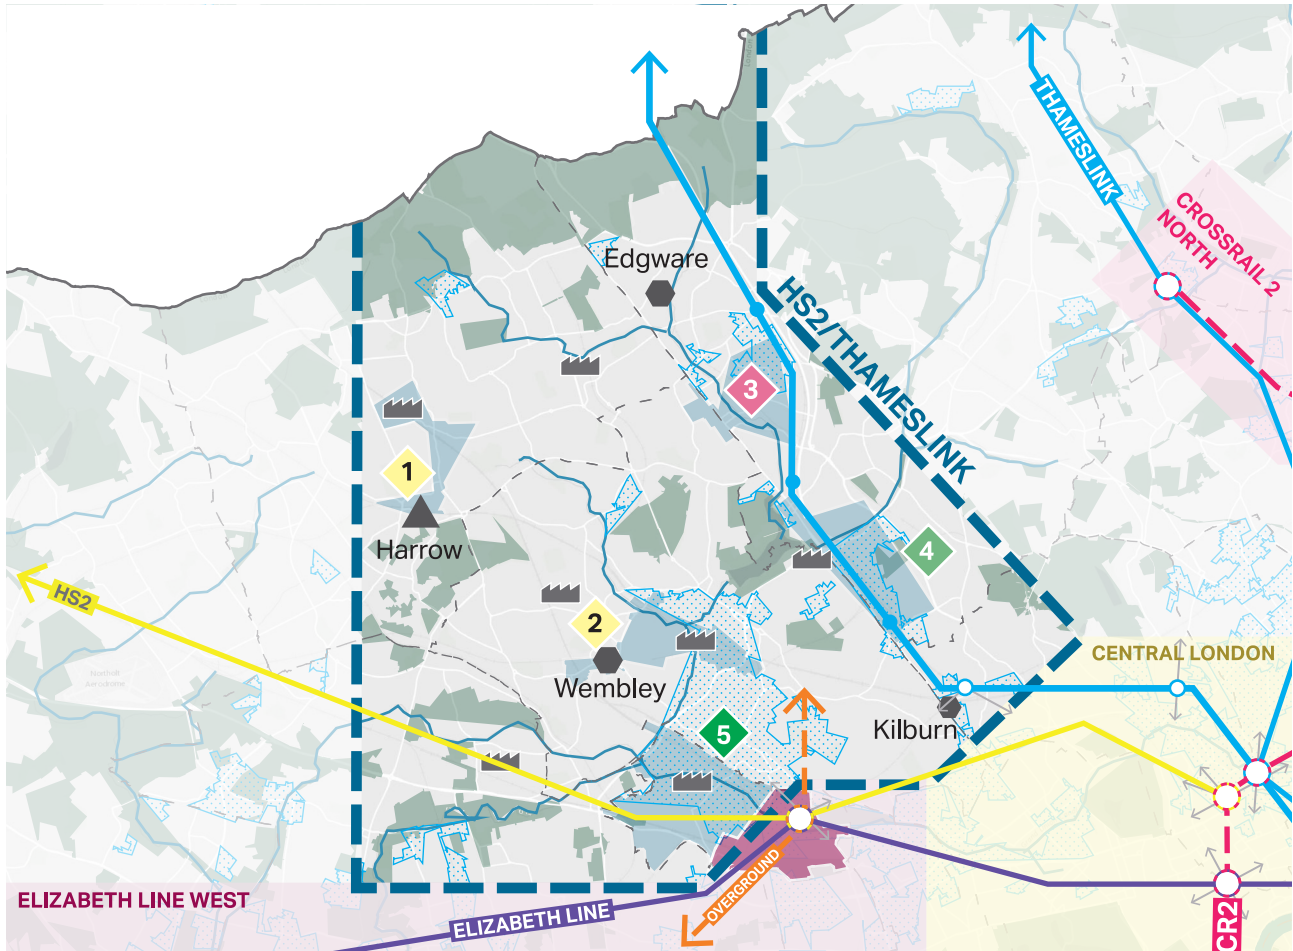 THAMESLINK
CROSSRAIL 2
NORTH
Edgware
HS2/THAMESLINK
3
1
Harrow
4
HS2
2
CENTRAL LONDON
Wembley
Kilburn
5
ELIZABETH LINE WEST
ELIZABETH LINE
OVERGROUND
CR2